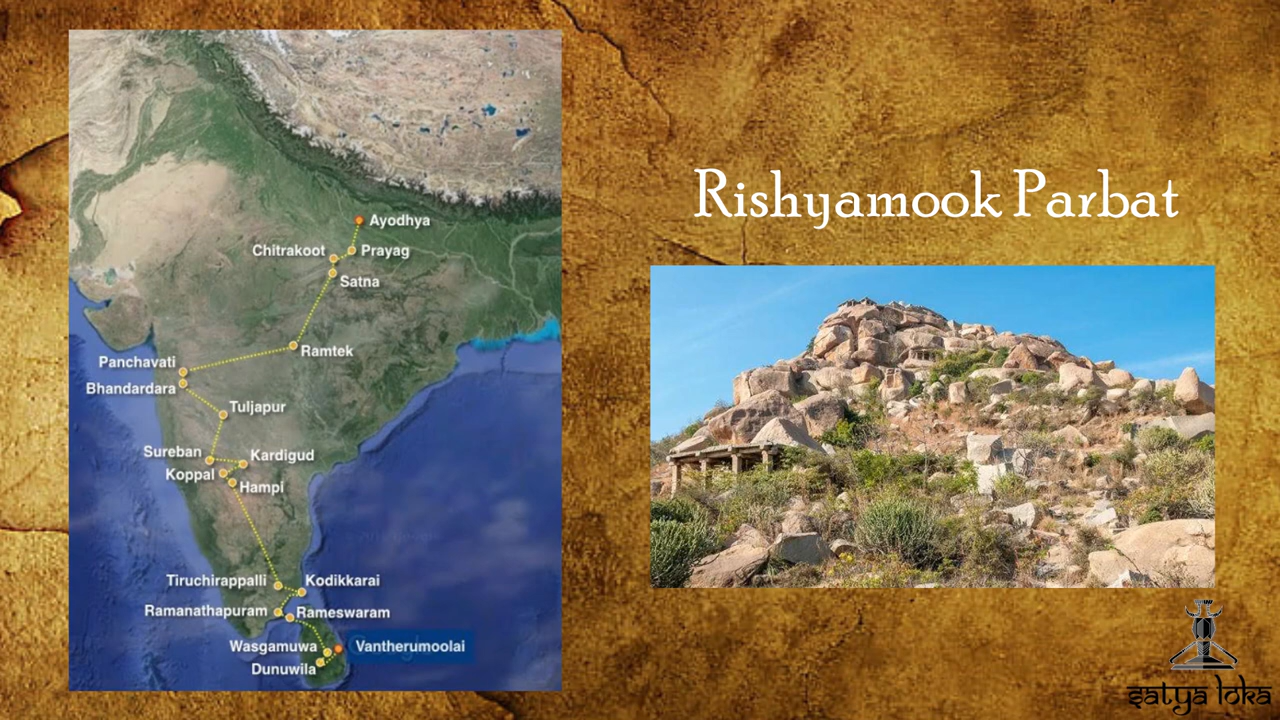 Ayodhya
Chitrakoot
Prayag
Satna
Ramtek
Panchavati
Bhandardara
Tuljapur
Sureban
Kardigud
Koppal
Hampi
Tiruchirappalli
Kodikkarai
Ramanathapuram
Rameswaram
Wasgamuwa
Vantherumoolai
Dunuwila
Rishyamook Parbat
satya loka